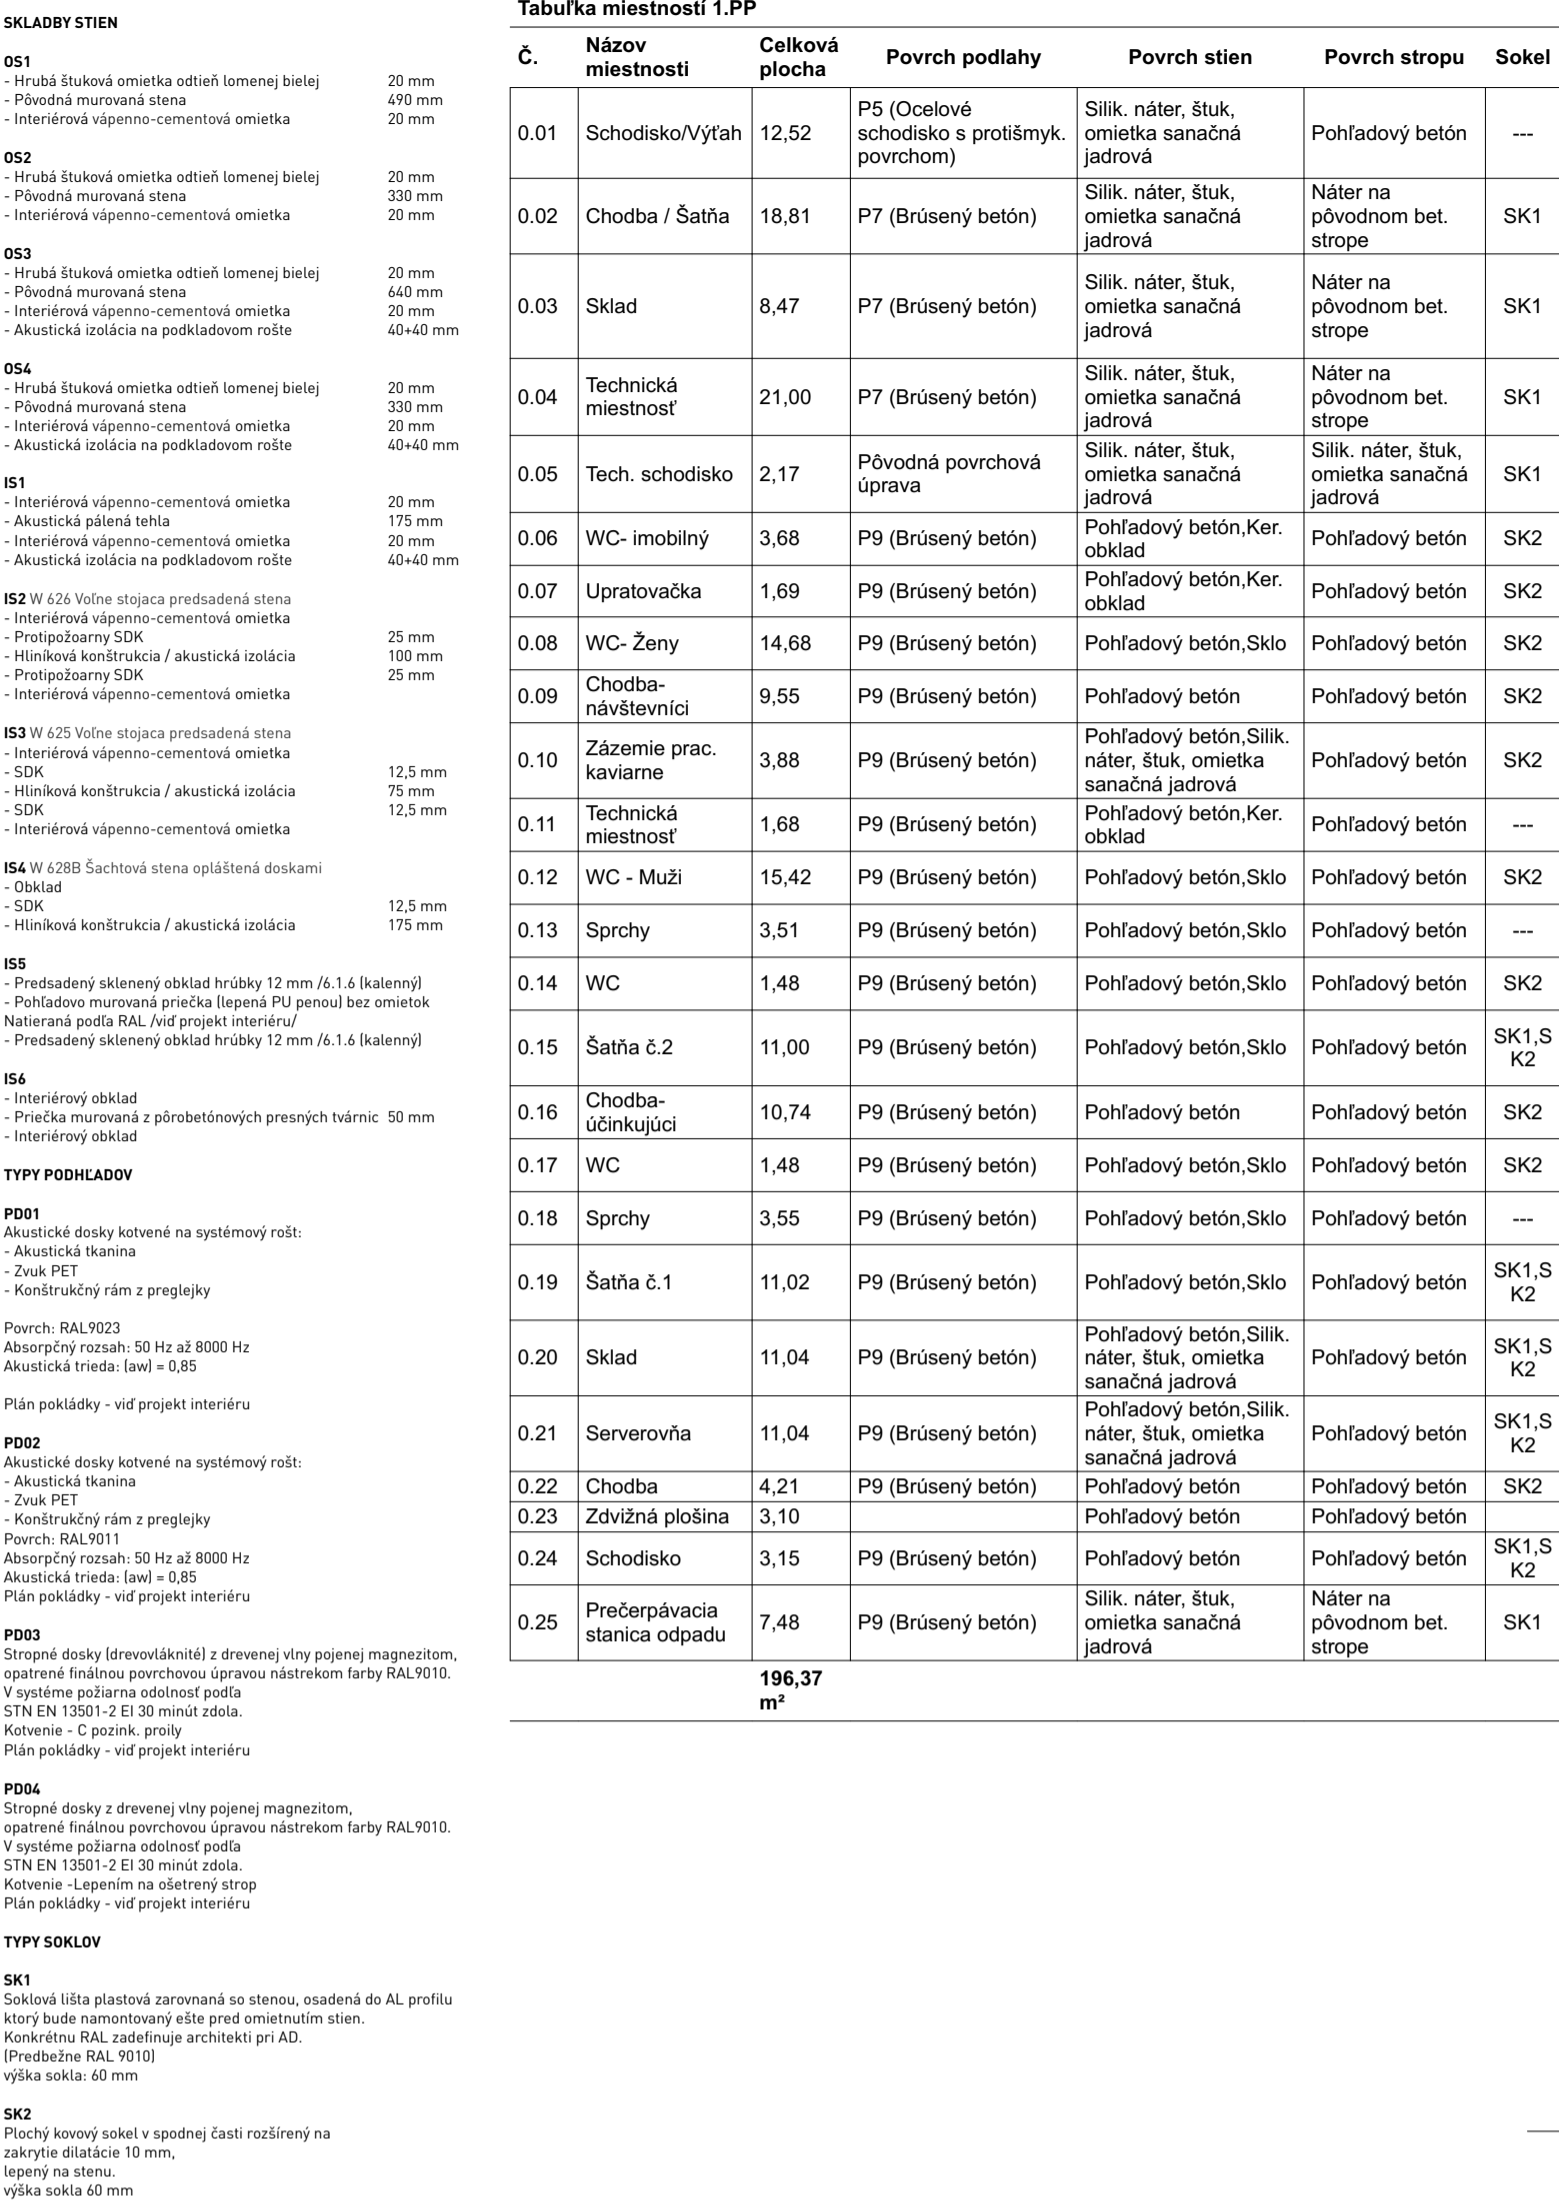 SKLADBY STIEN
OS1
- Hrubá štuková omietka odtieň lomenej bielej 20 mm
- Pôvodná murovaná stena 490 mm
- Interiérová vápenno-cementová omietka 20 mm
OS2
- Hrubá štuková omietka odtieň lomenej bielej 20 mm
- Pôvodná murovaná stena 330 mm
- Interiérová vápenno-cementová omietka 20 mm
OS3
- Hrubá štuková omietka odtieň lomenej bielej 20 mm
- Pôvodná murovaná stena 640 mm
- Interiérová vápenno-cementová omietka 20 mm
- Akustická izolácia na podkladovom rošte 40+40 mm
OS4
- Hrubá štuková omietka odtieň lomenej bielej 20 mm
- Pôvodná murovaná stena 330 mm
- Interiérová vápenno-cementová omietka 20 mm
- Akustická izolácia na podkladovom rošte 40+40 mm
IS1
- Interiérová vápenno-cementová omietka 20 mm
- Akustická pálená tehla 175 mm
- Interiérová vápenno-cementová omietka 20 mm
- Akustická izolácia na podkladovom rošte 40+40 mm
IS2 W 626 Voľne stojaca predsadená stena
- Interiérová vápenno-cementová omietka
- Protipožoarny SDK 25 mm
- Hliníková konštrukcia / akustická izolácia 100 mm
- Protipožoarny SDK 25 mm
- Interiérová vápenno-cementová omietka
IS3 W 625 Voľne stojaca predsadená stena
- Interiérová vápenno-cementová omietka
- SDK 12,5 mm
- Hliníková konštrukcia / akustická izolácia 75 mm
- SDK 12,5 mm
- Interiérová vápenno-cementová omietka
IS4 W 628B Šachtová stena opláštená doskami
- Obklad
- SDK 12,5 mm
- Hliníková konštrukcia / akustická izolácia 175 mm
IS5
- Predsadený sklenený obklad hrúbky 12 mm /6.1.6 (kalenný)
- Pohľadovo murovaná priečka (lepená PU penou) bez omietok
Natieraná podľa RAL /viď projekt interiéru/
- Predsadený sklenený obklad hrúbky 12 mm /6.1.6 (kalenný)
IS6
- Interiérový obklad
- Priečka murovaná z pôrobetónových presných tvárnic 50 mm
- Interiérový obklad
TYPY PODHĽADOV
PD01
Akustické dosky kotvené na systémový rošt:
- Akustická tkanina
- Zvuk PET
- Konštrukčný rám z preglejky
Povrch: RAL9023
Absorpčný rozsah: 50 Hz až 8000 Hz
Akustická trieda: (aw) = 0,85
Plán pokládky - viď projekt interiéru
PD02
Akustické dosky kotvené na systémový rošt:
- Akustická tkanina
- Zvuk PET
- Konštrukčný rám z preglejky
Povrch: RAL9011
Absorpčný rozsah: 50 Hz až 8000 Hz
Akustická trieda: (aw) = 0,85
Plán pokládky - viď projekt interiéru
PD03
Stropné dosky (drevovláknité) z drevenej vlny pojenej magnezitom,
opatrené finálnou povrchovou úpravou nástrekom farby RAL9010.
V systéme požiarna odolnosť podľa
STN EN 13501-2 EI 30 minút zdola.
Kotvenie - C pozink. proily
Plán pokládky - viď projekt interiéru
PD04
Stropné dosky z drevenej vlny pojenej magnezitom,
opatrené finálnou povrchovou úpravou nástrekom farby RAL9010.
V systéme požiarna odolnosť podľa
STN EN 13501-2 EI 30 minút zdola.
Kotvenie -Lepením na ošetrený strop
Plán pokládky - viď projekt interiéru
TYPY SOKLOV
SK1
Soklová lišta plastová zarovnaná so stenou, osadená do AL profilu
ktorý bude namontovaný ešte pred omietnutím stien.
Konkrétnu RAL zadefinuje architekti pri AD.
(Predbežne RAL 9010)
výška sokla: 60 mm
SK2
Plochý kovový sokel v spodnej časti rozšírený na
zakrytie dilatácie 10 mm,
lepený na stenu.
výška sokla 60 mm
Tabuľka miestností 1.PP
Č. Názov miestnosti Celková plocha Povrch podlahy Povrch stien Povrch stropu Sokel
0.01 Schodisko/Výťah 12,52 P5 (Ocelové schodisko s protišmyk. povrchom) Silik. náter, štuk, omietka sanačná jadrová Pohľadový betón ---
0.02 Chodba / Šatňa 18,81 P7 (Brúsený betón) Silik. náter, štuk, omietka sanačná jadrová Náter na pôvodnom bet. strope SK1
0.03 Sklad 8,47 P7 (Brúsený betón) Silik. náter, štuk, omietka sanačná jadrová Náter na pôvodnom bet. strope SK1
0.04 Technická miestnosť 21,00 P7 (Brúsený betón) Silik. náter, štuk, omietka sanačná jadrová Náter na pôvodnom bet. strope SK1
0.05 Tech. schodisko 2,17 Pôvodná povrchová úprava Silik. náter, štuk, omietka sanačná jadrová Silik. náter, štuk, omietka sanačná jadrová SK1
0.06 WC- imobilný 3,68 P9 (Brúsený betón) Pohľadový betón,Ker. obklad Pohľadový betón SK2
0.07 Upratovačka 1,69 P9 (Brúsený betón) Pohľadový betón,Ker. obklad Pohľadový betón SK2
0.08 WC- Ženy 14,68 P9 (Brúsený betón) Pohľadový betón,Sklo Pohľadový betón SK2
0.09 Chodba- návštevníci 9,55 P9 (Brúsený betón) Pohľadový betón Pohľadový betón SK2
0.10 Zázemie prac. kaviarne 3,88 P9 (Brúsený betón) Pohľadový betón,Silik. náter, štuk, omietka sanačná jadrová Pohľadový betón SK2
0.11 Technická miestnosť 1,68 P9 (Brúsený betón) Pohľadový betón,Ker. obklad Pohľadový betón ---
0.12 WC - Muži 15,42 P9 (Brúsený betón) Pohľadový betón,Sklo Pohľadový betón SK2
0.13 Sprchy 3,51 P9 (Brúsený betón) Pohľadový betón,Sklo Pohľadový betón ---
0.14 WC 1,48 P9 (Brúsený betón) Pohľadový betón,Sklo Pohľadový betón SK2
0.15 Šatňa č.2 11,00 P9 (Brúsený betón) Pohľadový betón,Sklo Pohľadový betón SK1,SK2
0.16 Chodba- účinkujúci 10,74 P9 (Brúsený betón) Pohľadový betón Pohľadový betón SK2
0.17 WC 1,48 P9 (Brúsený betón) Pohľadový betón,Sklo Pohľadový betón SK2
0.18 Sprchy 3,55 P9 (Brúsený betón) Pohľadový betón,Sklo Pohľadový betón ---
0.19 Šatňa č.1 11,02 P9 (Brúsený betón) Pohľadový betón,Sklo Pohľadový betón SK1,SK2
0.20 Sklad 11,04 P9 (Brúsený betón) Pohľadový betón,Silik. náter, štuk, omietka sanačná jadrová Pohľadový betón SK1,SK2
0.21 Serverovňa 11,04 P9 (Brúsený betón) Pohľadový betón,Silik. náter, štuk, omietka sanačná jadrová Pohľadový betón SK1,SK2
0.22 Chodba 4,21 P9 (Brúsený betón) Pohľadový betón Pohľadový betón SK2
0.23 Zdvižná plošina 3,10 Pohľadový betón Pohľadový betón
0.24 Schodisko 3,15 P9 (Brúsený betón) Pohľadový betón Pohľadový betón SK1,SK2
0.25 Prečerpávacia stanica odpadu 7,48 P9 (Brúsený betón) Silik. náter, štuk, omietka sanačná jadrová Náter na pôvodnom bet. strope SK1
196,37 m²